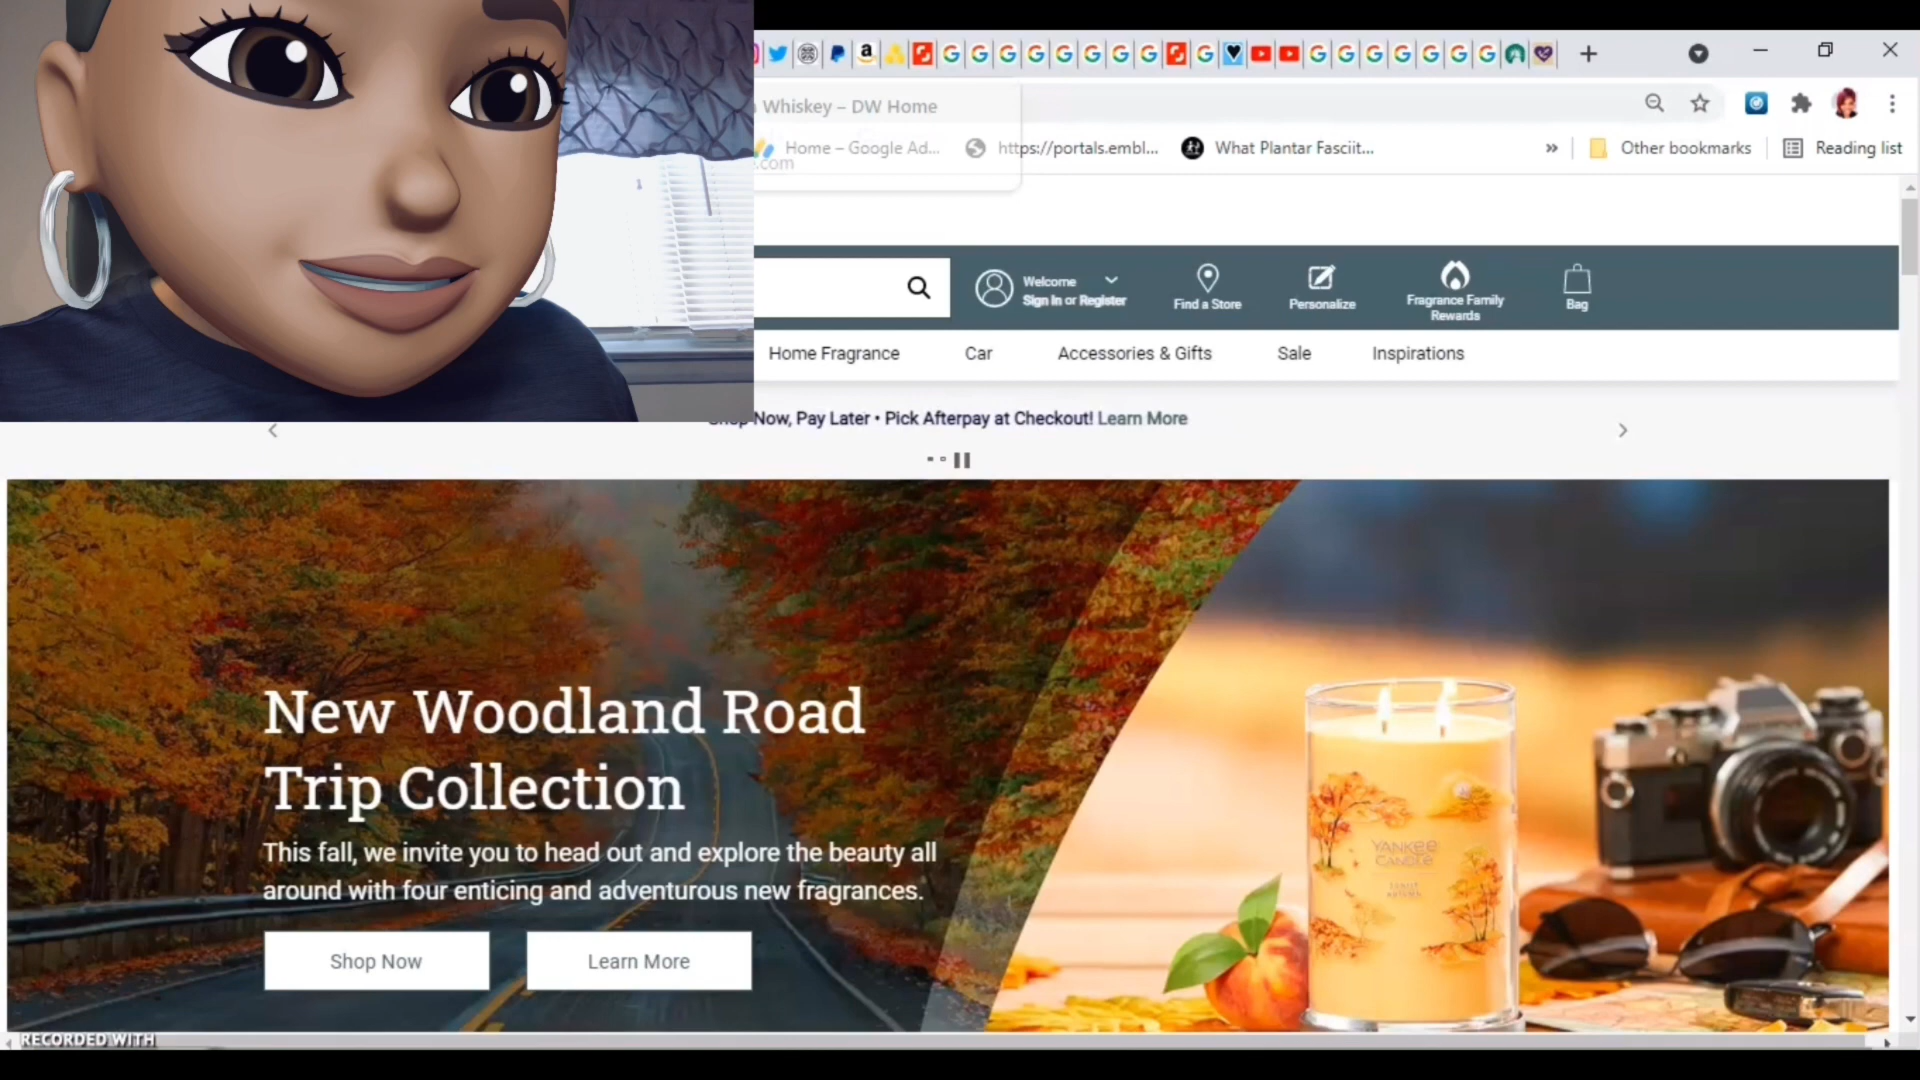 Whiskey – DW Home
Home – Google Ad...
https://portals.embl...
What Plantar Fasciit...
»
Other bookmarks
Reading list
.com
Welcome
Sign In or Register
Find a Store
Personalize
Fragrance Family
Rewards
Bag
Home Fragrance
Car
Accessories & Gifts
Sale
Inspirations
Shop Now, Pay Later • Pick Afterpay at Checkout! Learn More
New Woodland Road
Trip Collection
This fall, we invite you to head out and explore the beauty all
around with four enticing and adventurous new fragrances.
Shop Now
Learn More
YANKEE
CANDLE
RECORDED WITH